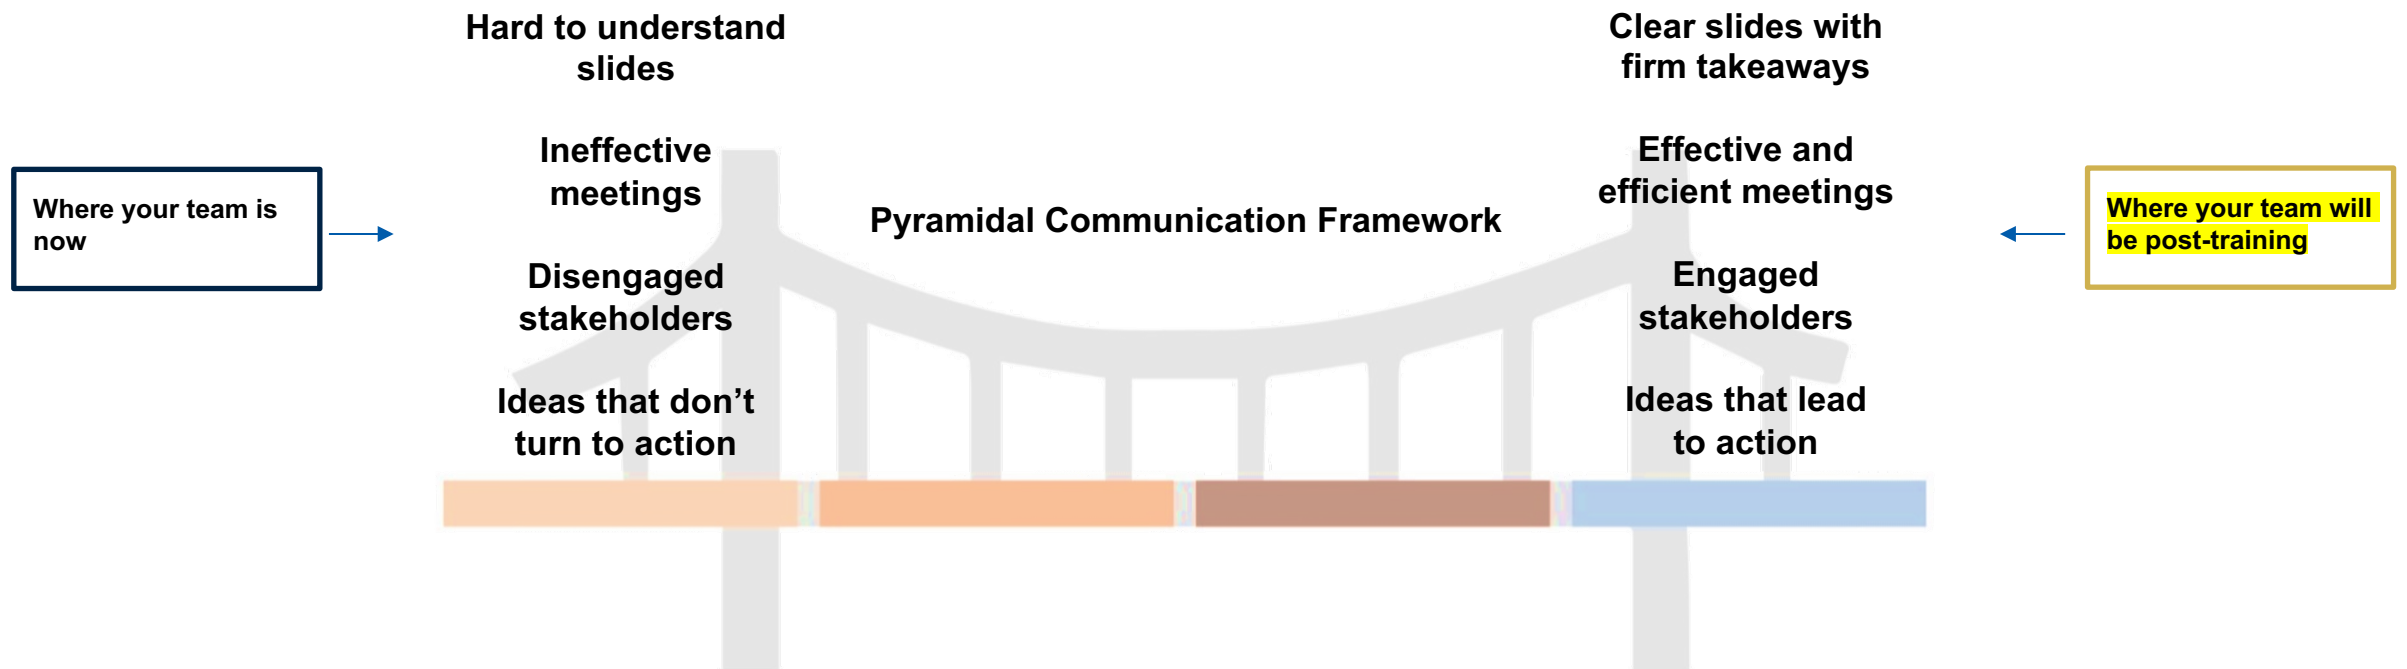 Where your team is
now
Hard to understand
slides
Ineffective
meetings
Disengaged
stakeholders
Ideas that don’t
turn to action
Pyramidal Communication Framework
Clear slides with
firm takeaways
Effective and
efficient meetings
Engaged
stakeholders
Ideas that lead
to action
Where your team will
be post-training